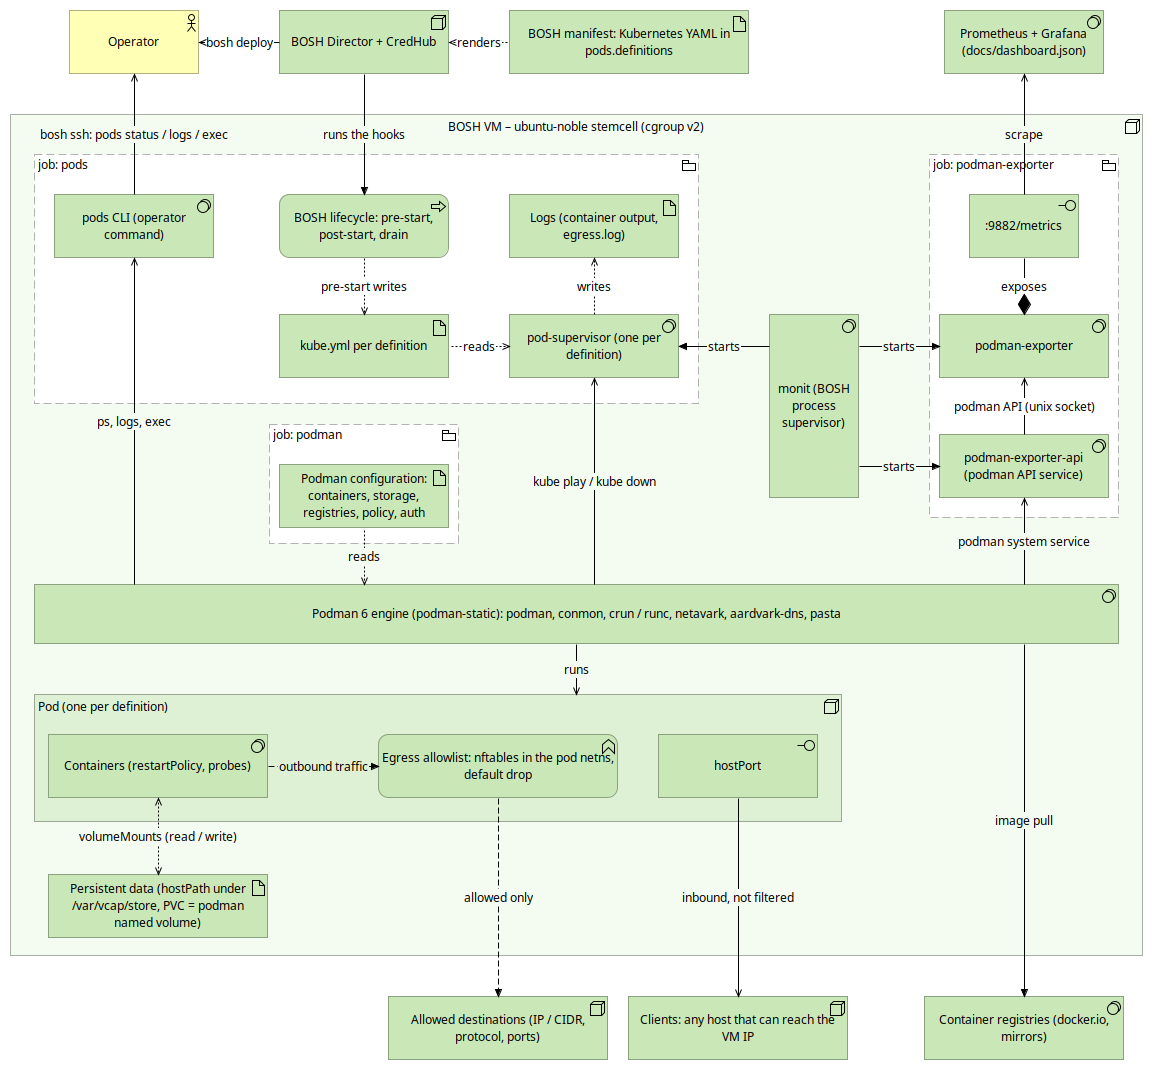 Operator
bosh deploy
BOSH Director + CredHub
renders
BOSH manifest: Kubernetes YAML in
pods.definitions
Prometheus + Grafana
(docs/dashboard.json)
BOSH VM – ubuntu-noble stemcell (cgroup v2)
bosh ssh: pods status / logs / exec
runs the hooks
scrape
job: pods
job: podman-exporter
pods CLI (operator
command)
BOSH lifecycle: pre-start,
post-start, drain
Logs (container output,
egress.log)
:9882/metrics
pre-start writes
writes
exposes
kube.yml per definition
reads
pod-supervisor (one per
definition)
starts
monit (BOSH
process
supervisor)
starts
podman-exporter
podman API (unix socket)
ps, logs, exec
job: podman
Podman configuration:
containers, storage,
registries, policy, auth
kube play / kube down
starts
podman-exporter-api
(podman API service)
reads
podman system service
Podman 6 engine (podman-static): podman, conmon, crun / runc, netavark, aardvark-dns, pasta
runs
Pod (one per definition)
Containers (restartPolicy, probes)
outbound traffic
Egress allowlist: nftables in the pod netns,
default drop
hostPort
image pull
volumeMounts (read / write)
Persistent data (hostPath under
/var/vcap/store, PVC = podman
named volume)
allowed only
inbound, not filtered
Allowed destinations (IP / CIDR,
protocol, ports)
Clients: any host that can reach the
VM IP
Container registries (docker.io,
mirrors)